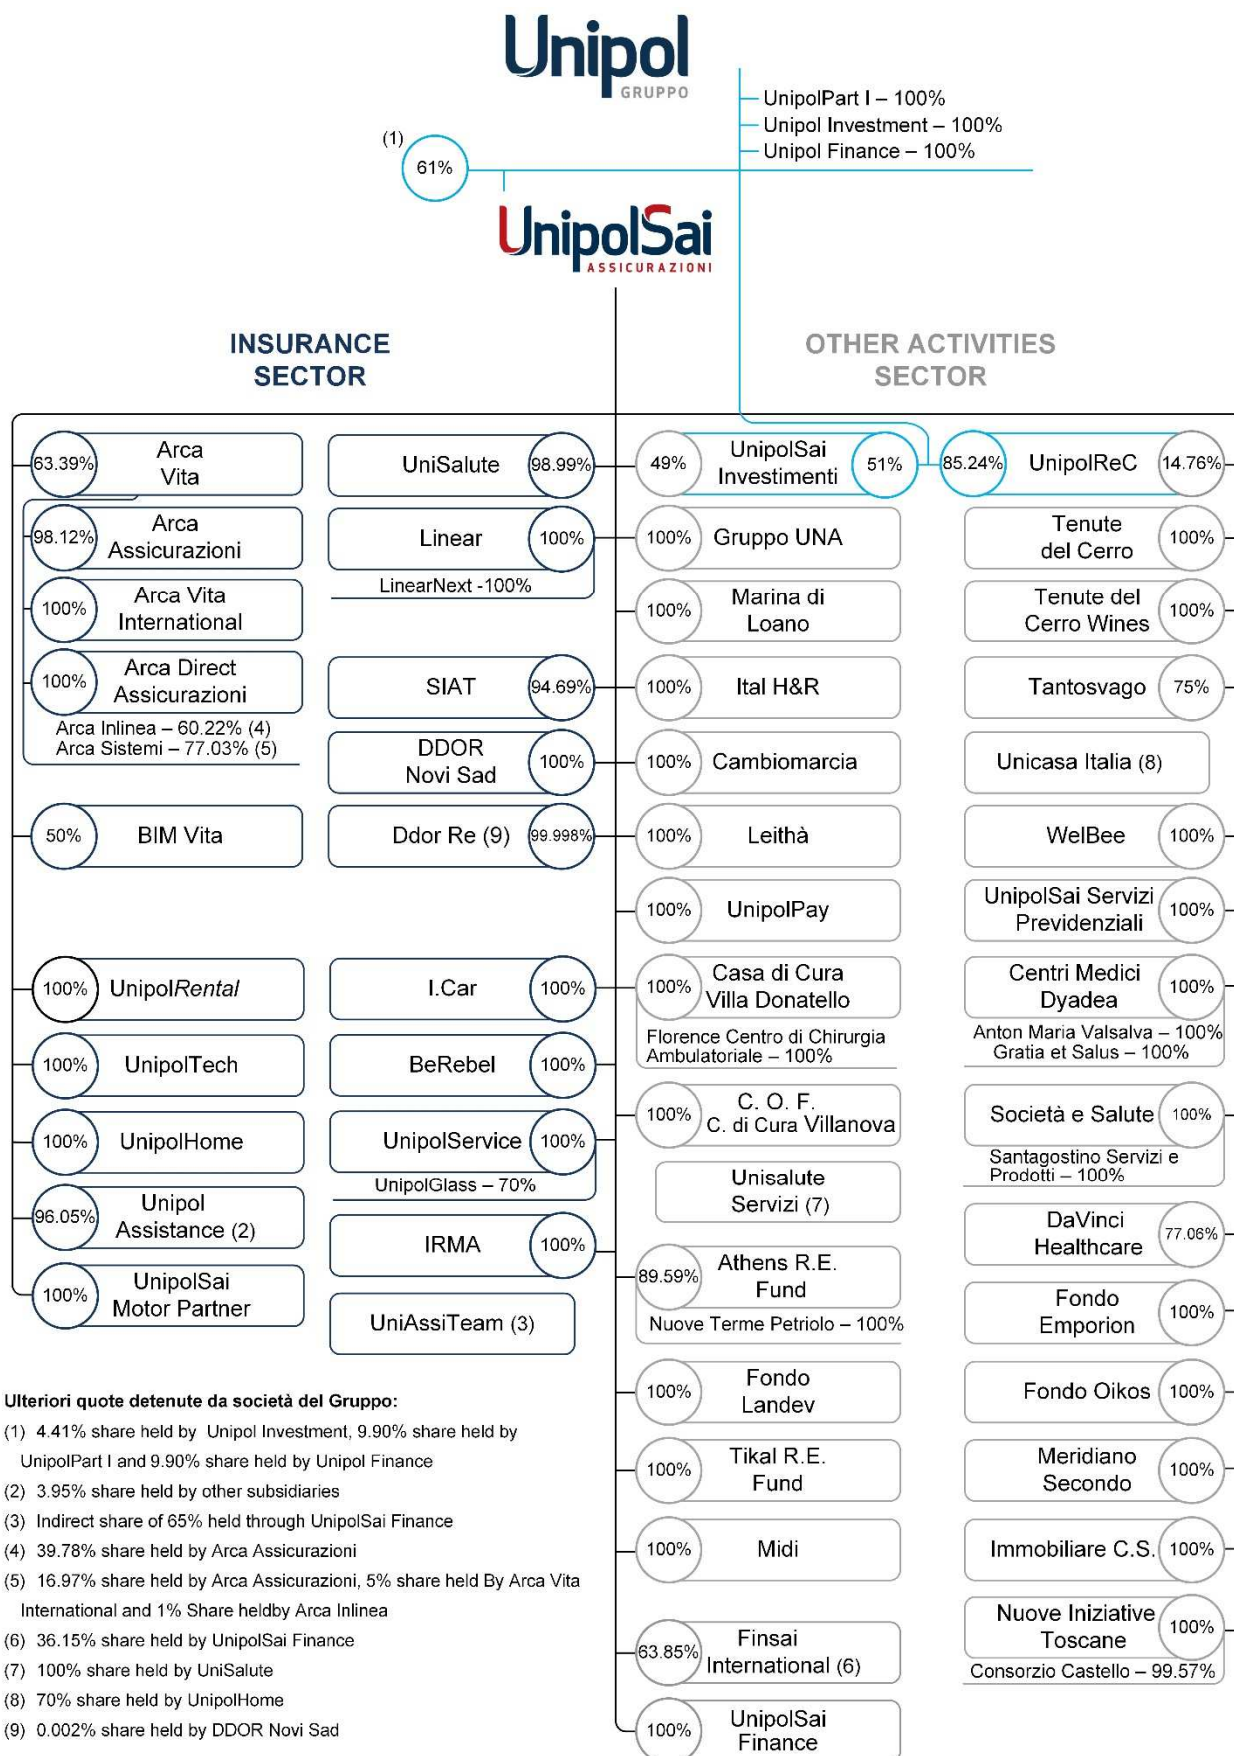 Unipol
GRUPPO
UnipolPart I – 100%
Unipol Investment – 100%
Unipol Finance – 100%
(1)
61%
UnipolSai
ASSICURAZIONI
INSURANCE
SECTOR
OTHER ACTIVITIES
SECTOR
63.39%
Arca
Vita
98.12%
Arca
Assicurazioni
100%
Arca Vita
International
100%
Arca Direct
Assicurazioni
Arca Inlinea – 60.22% (4)
Arca Sistemi – 77.03% (5)
50%
BIM Vita
100%
UnipolRental
100%
UnipolTech
100%
UnipolHome
96.05%
Unipol
Assistance (2)
100%
UnipolSai
Motor Partner
UniSalute
98.99%
Linear
100%
LinearNext -100%
SIAT
94.69%
DDOR
Novi Sad
100%
Ddor Re (9)
99.998%
I.Car
100%
BeRebel
100%
UnipolService
100%
UnipolGlass – 70%
IRMA
100%
UniAssiTeam (3)
49%
UnipolSai
Investimenti
51%
100%
Gruppo UNA
100%
Marina di
Loano
100%
Ital H&R
100%
Cambiomarcia
100%
Leithà
100%
UnipolPay
100%
Casa di Cura
Villa Donatello
Florence Centro di Chirurgia
Ambulatoriale – 100%
100%
C. O. F.
C. di Cura Villanova
Unisalute
Servizi (7)
89.59%
Athens R.E.
Fund
Nuove Terme Petriolo – 100%
100%
Fondo
Landev
100%
Tikal R.E.
Fund
100%
Midi
63.85%
Finsai
International (6)
100%
UnipolSai
Finance
85.24%
UnipolReC
14.76%
Tenute
del Cerro
100%
Tenute del
Cerro Wines
100%
Tantosvago
75%
Unicasa Italia (8)
WelBee
100%
UnipolSai Servizi
Previdenziali
100%
Centri Medici
Dyadea
100%
Anton Maria Valsalva – 100%
Gratia et Salus – 100%
Società e Salute
100%
Santagostino Servizi e
Prodotti – 100%
DaVinci
Healthcare
77.06%
Fondo
Emporion
100%
Fondo Oikos
100%
Meridiano
Secondo
100%
Immobiliare C.S.
100%
Nuove Iniziative
Toscane
100%
Consorzio Castello – 99.57%
Ulteriori quote detenute da società del Gruppo:
(1) 4.41% share held by Unipol Investment, 9.90% share held by
UnipolPart I and 9.90% share held by Unipol Finance
(2) 3.95% share held by other subsidiaries
(3) Indirect share of 65% held through UnipolSai Finance
(4) 39.78% share held by Arca Assicurazioni
(5) 16.97% share held by Arca Assicurazioni, 5% share held By Arca Vita
International and 1% Share heldby Arca Inlinea
(6) 36.15% share held by UnipolSai Finance
(7) 100% share held by UniSalute
(8) 70% share held by UnipolHome
(9) 0.002% share held by DDOR Novi Sad